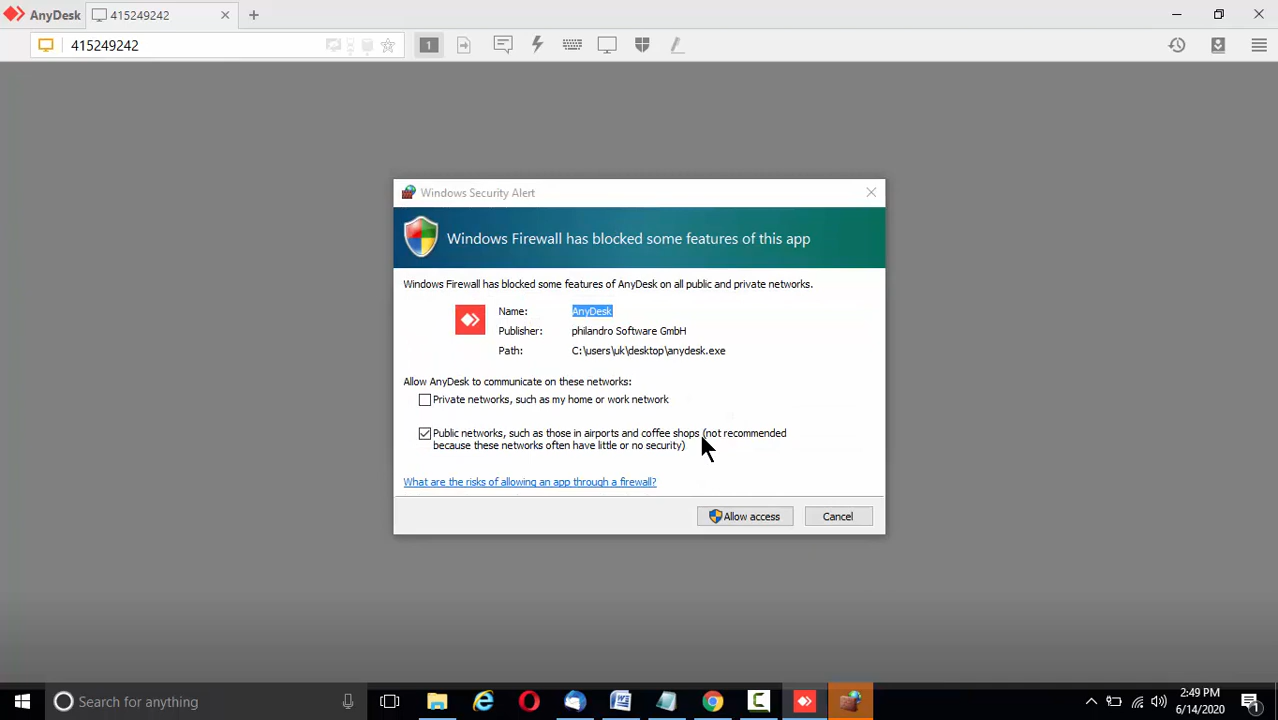 AnyDesk
415249242
415249242
1
Windows Security Alert
Windows Firewall has blocked some features of this app
Windows Firewall has blocked some features of AnyDesk on all public and private networks.
Name: AnyDesk
Publisher: philandro Software GmbH
Path: C:\users\uk\desktop\anydesk.exe
Allow AnyDesk to communicate on these networks:
Private networks, such as my home or work network
Public networks, such as those in airports and coffee shops (not recommended
because these networks often have little or no security)
What are the risks of allowing an app through a firewall?
Allow access
Cancel
Search for anything
2:49 PM
6/14/2020
1